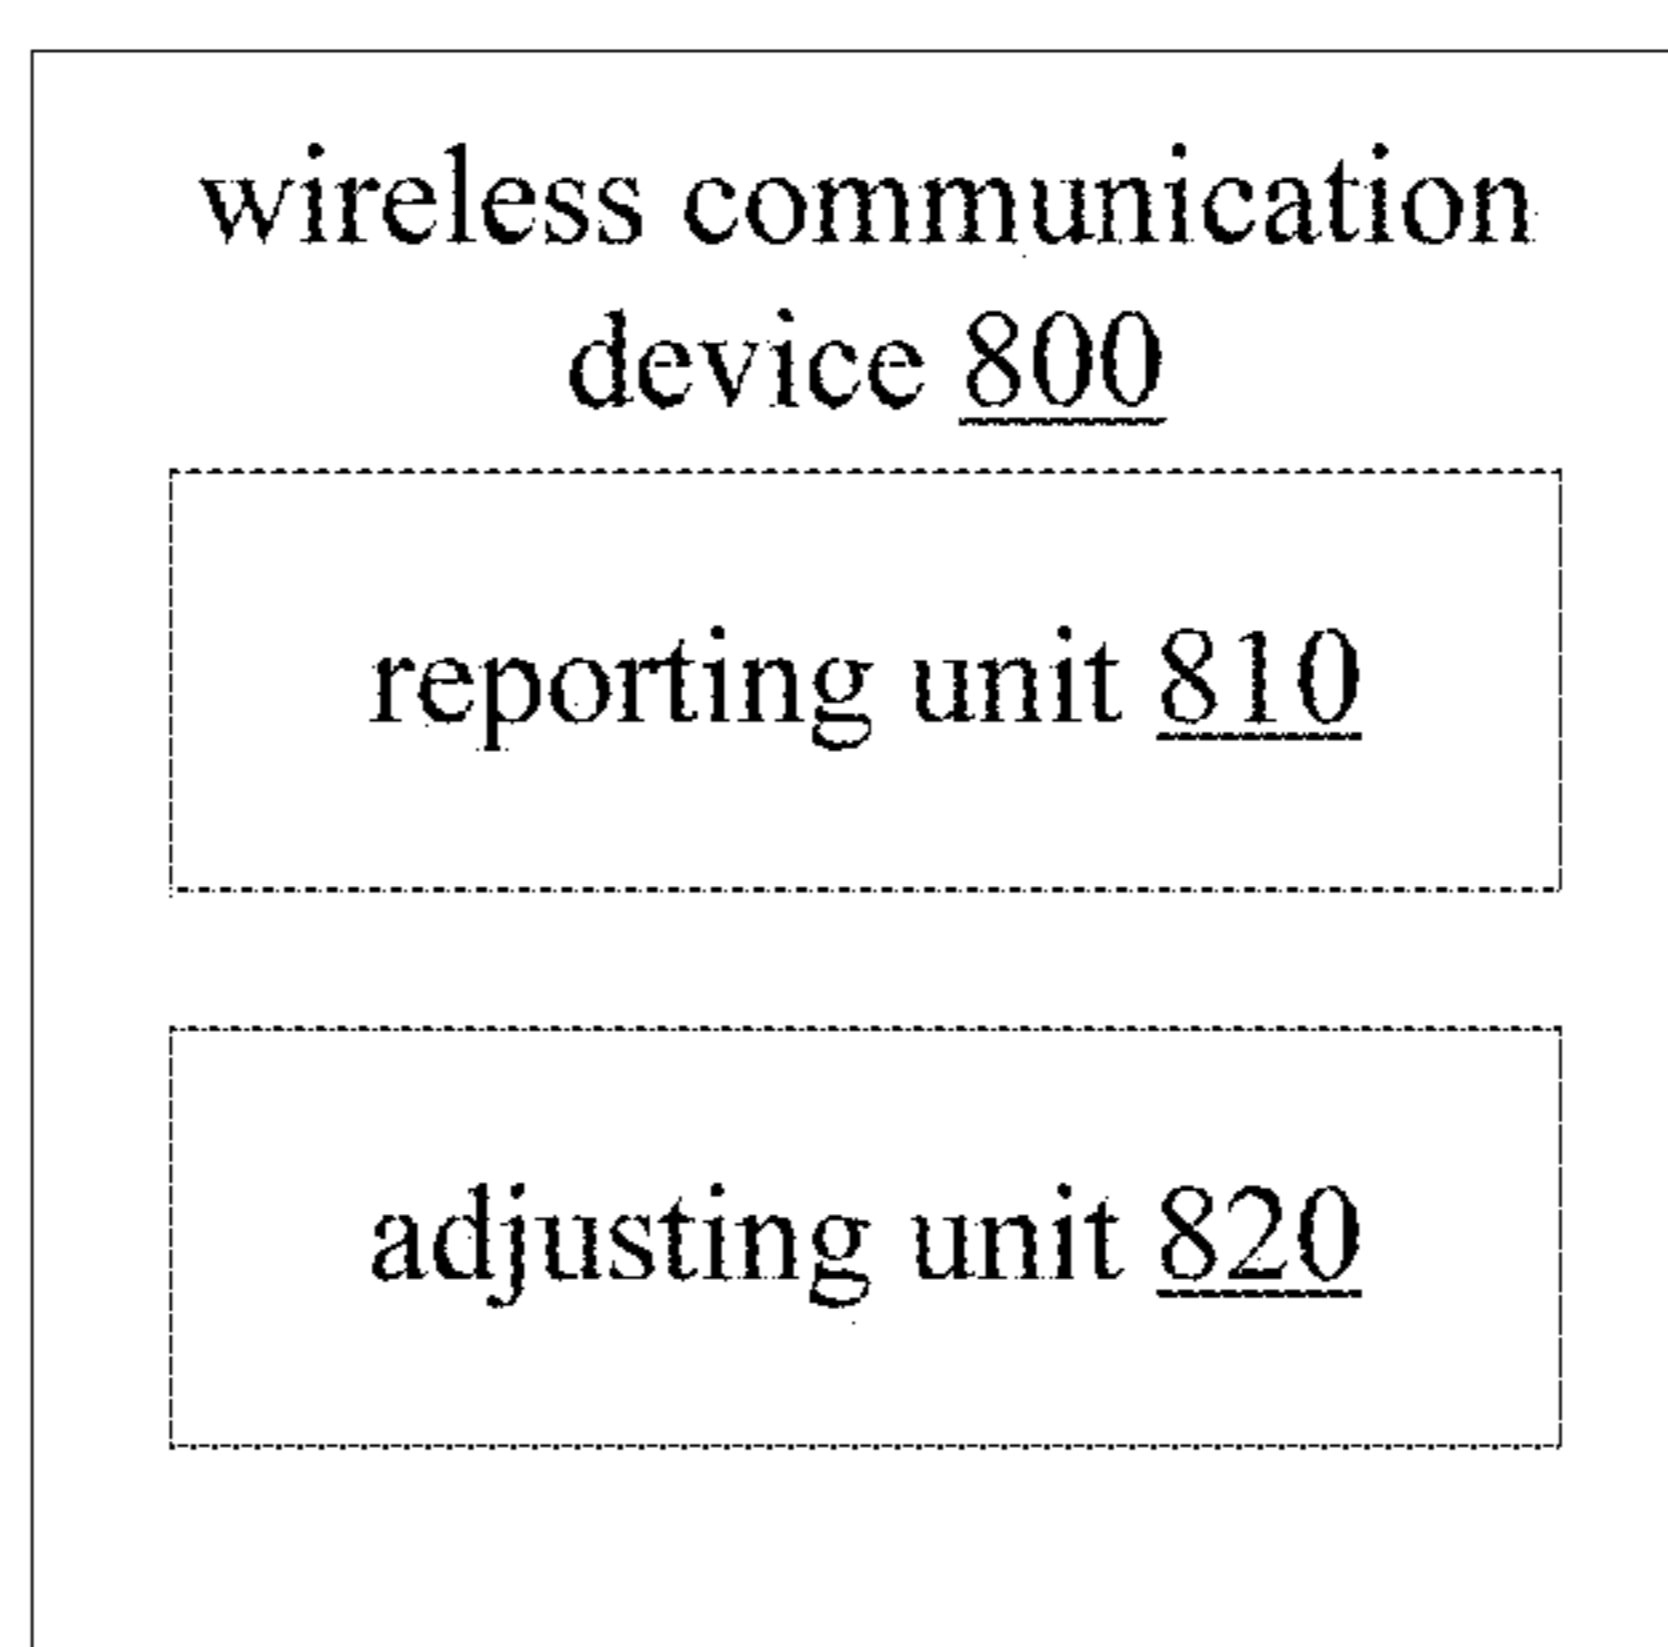 wireless communication
device 800
reporting unit 810
adjusting unit 820